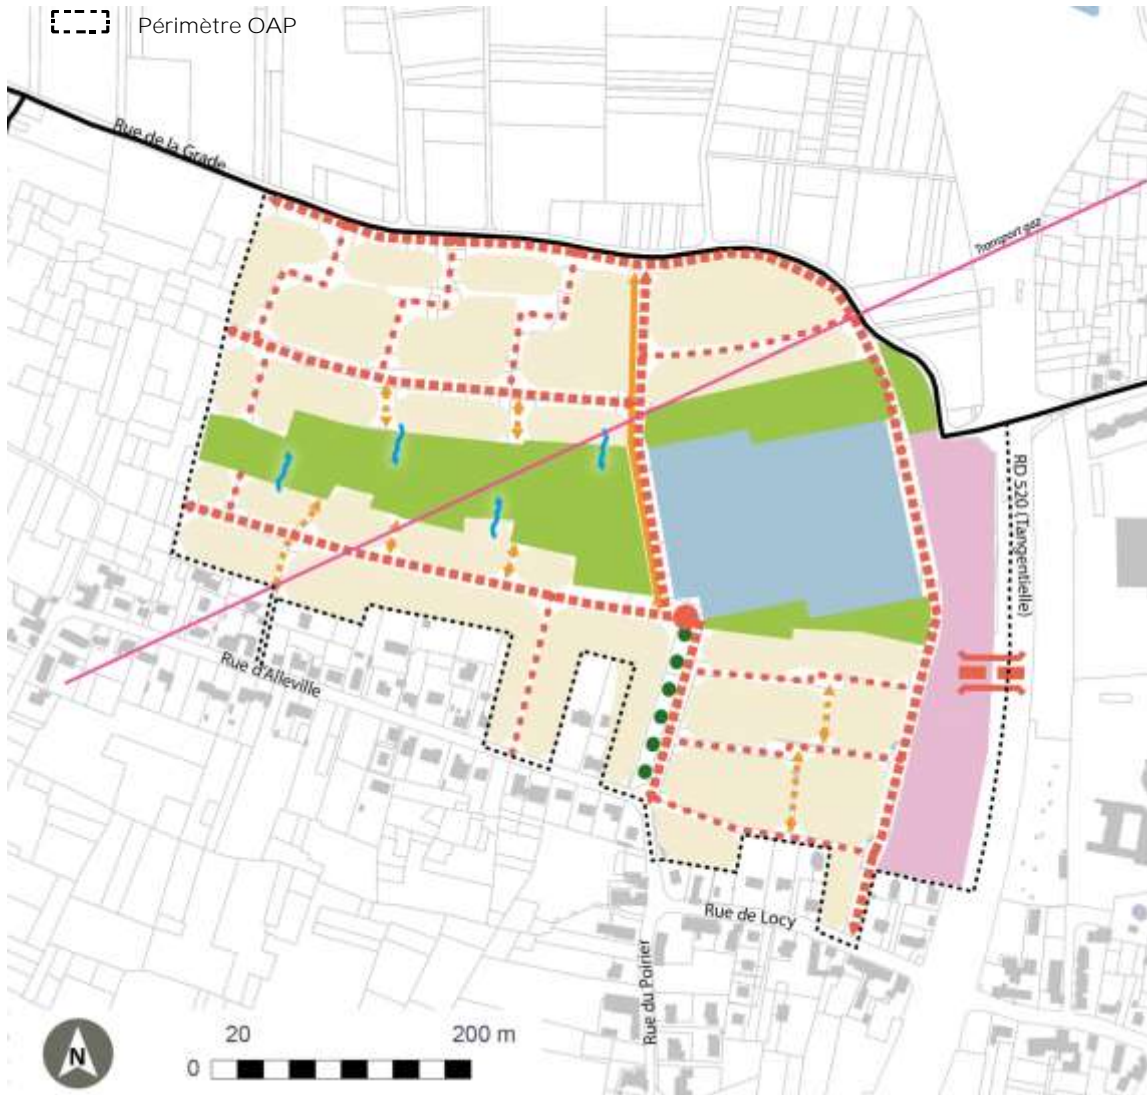 Périmètre OAP
Rue de la Grade
Transport gaz
RD 520 (Tangentielle)
Rue d'Alleville
Rue de Locy
Rue du Poirier
N
20
200 m
0